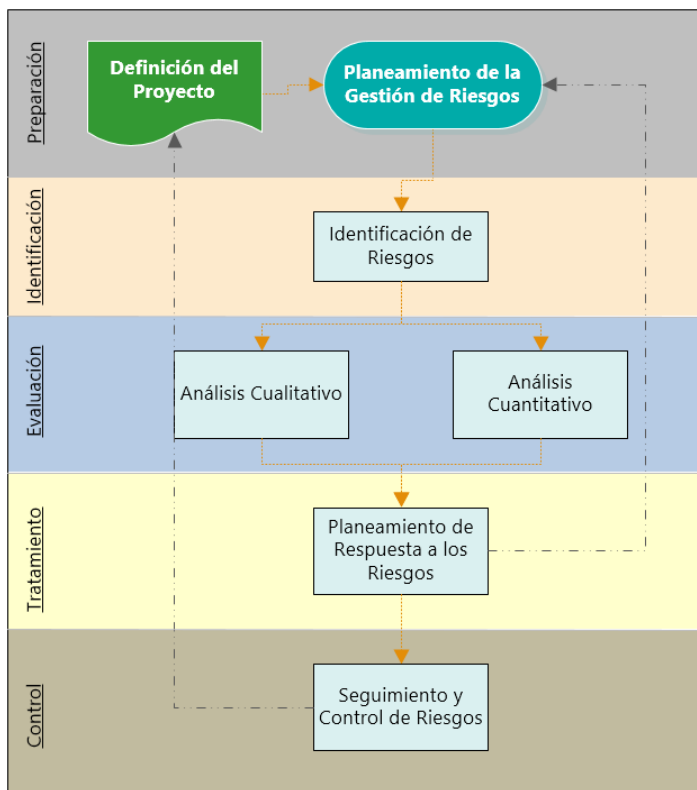 Preparación
Definición del
Proyecto
Planeamiento de la
Gestión de Riesgos
Identificación
Identificación de
Riesgos
Evaluación
Análisis Cualitativo
Análisis
Cuantitativo
Tratamiento
Planeamiento de
Respuesta a los
Riesgos
Control
Seguimiento y
Control de Riesgos